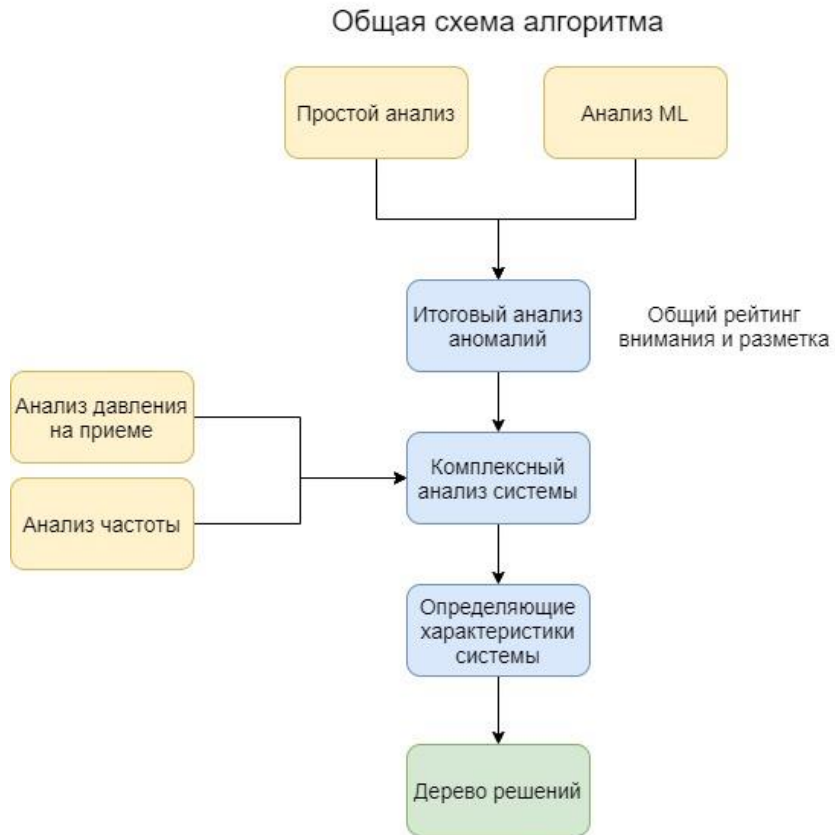 Общая схема алгоритма
Простой анализ
Анализ ML
Итоговый анализ
аномалий
Общий рейтинг
внимания и разметка
Анализ давления
на приеме
Комплексный
анализ системы
Анализ частоты
Определяющие
характеристики
системы
Дерево решений